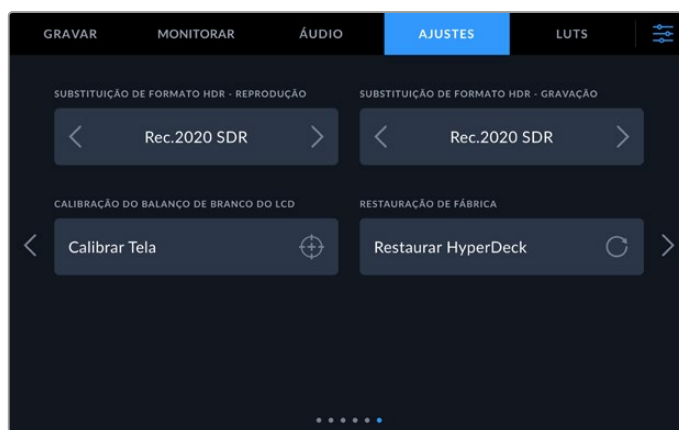 GRAVAR MONITORAR ÁUDIO AJUSTES LUTS
SUBSTITUIÇÃO DE FORMATO HDR - REPRODUÇÃO SUBSTITUIÇÃO DE FORMATO HDR - GRAVAÇÃO
Rec.2020 SDR Rec.2020 SDR
CALIBRAÇÃO DO BALANÇO DE BRANCO DO LCD RESTAURAÇÃO DE FÁBRICA
Calibrar Tela Restaurar HyperDeck